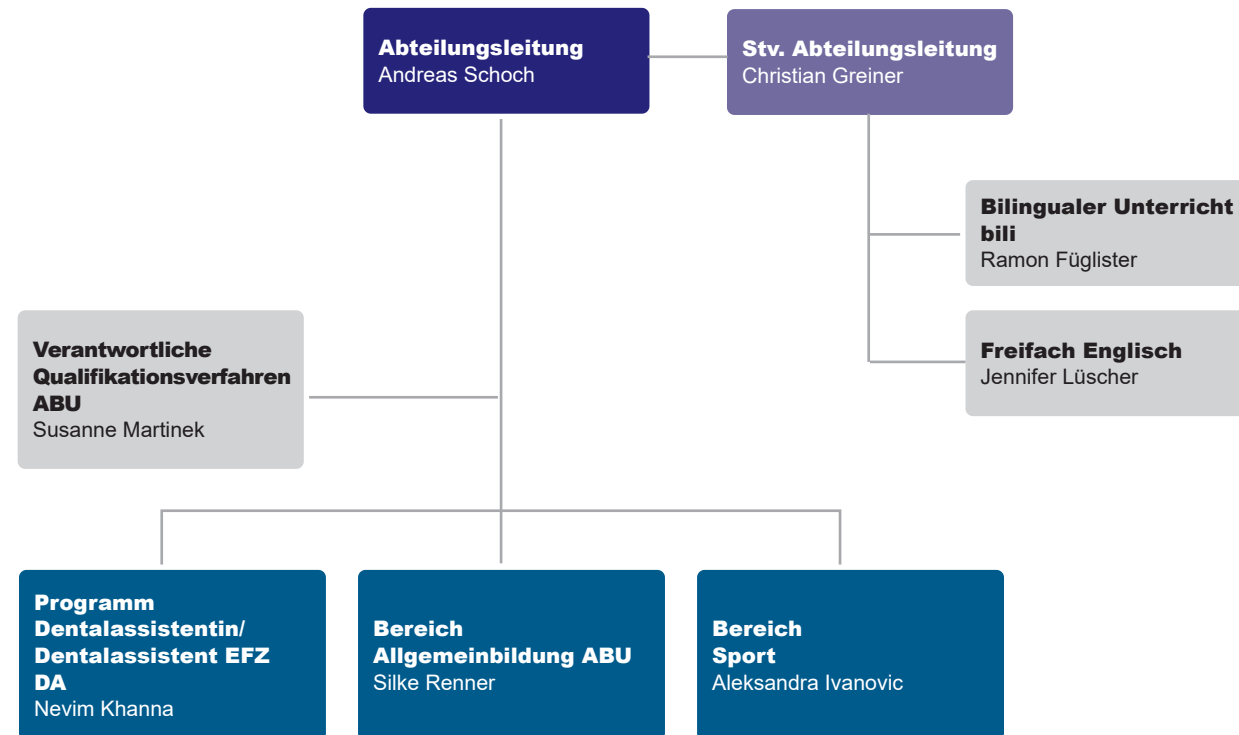 Abteilungsleitung
Andreas Schoch
Stv. Abteilungsleitung
Christian Greiner
Bilingualer Unterricht
bili
Ramon Füglister
Verantwortliche
Qualifikationsverfahren
ABU
Susanne Martinek
Freifach Englisch
Jennifer Lüscher
Programm
Dentalassistentin/
Dentalassistent EFZ
DA
Nevim Khanna
Bereich
Allgemeinbildung ABU
Silke Renner
Bereich
Sport
Aleksandra Ivanovic